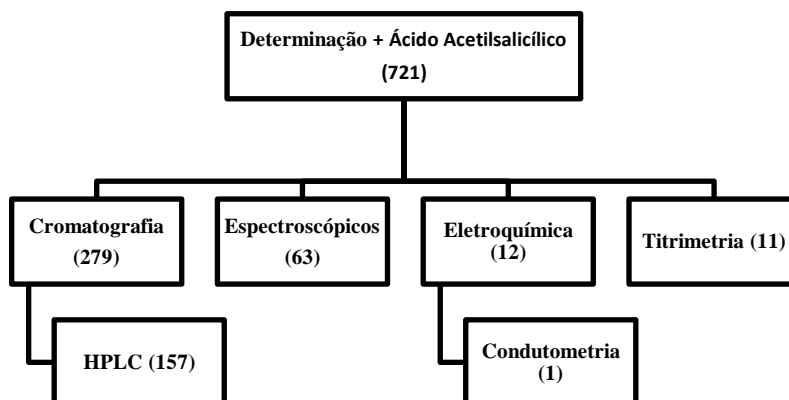 Determinação + Ácido Acetilsalicílico
(721)
Cromatografia
(279)
Espectroscópicos
(63)
Eletroquímica
(12)
Titrimetria (11)
HPLC (157)
Condutometria
(1)